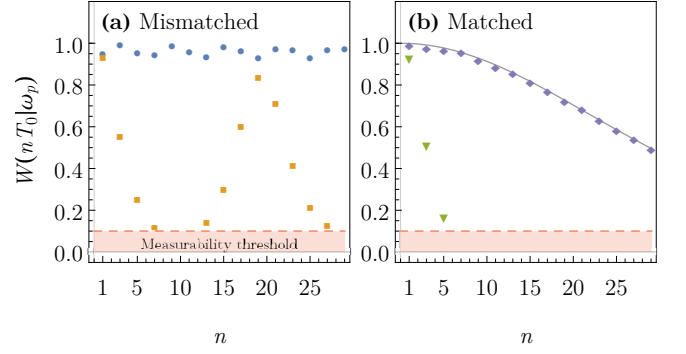 (a) Mismatched
(b) Matched
W(n T₀|ω_p)
1.0
0.8
0.6
0.4
0.2
0.0
Measurability threshold
1 5 10 15 20 25
n
1.0
0.8
0.6
0.4
0.2
0.0
1 5 10 15 20 25
n